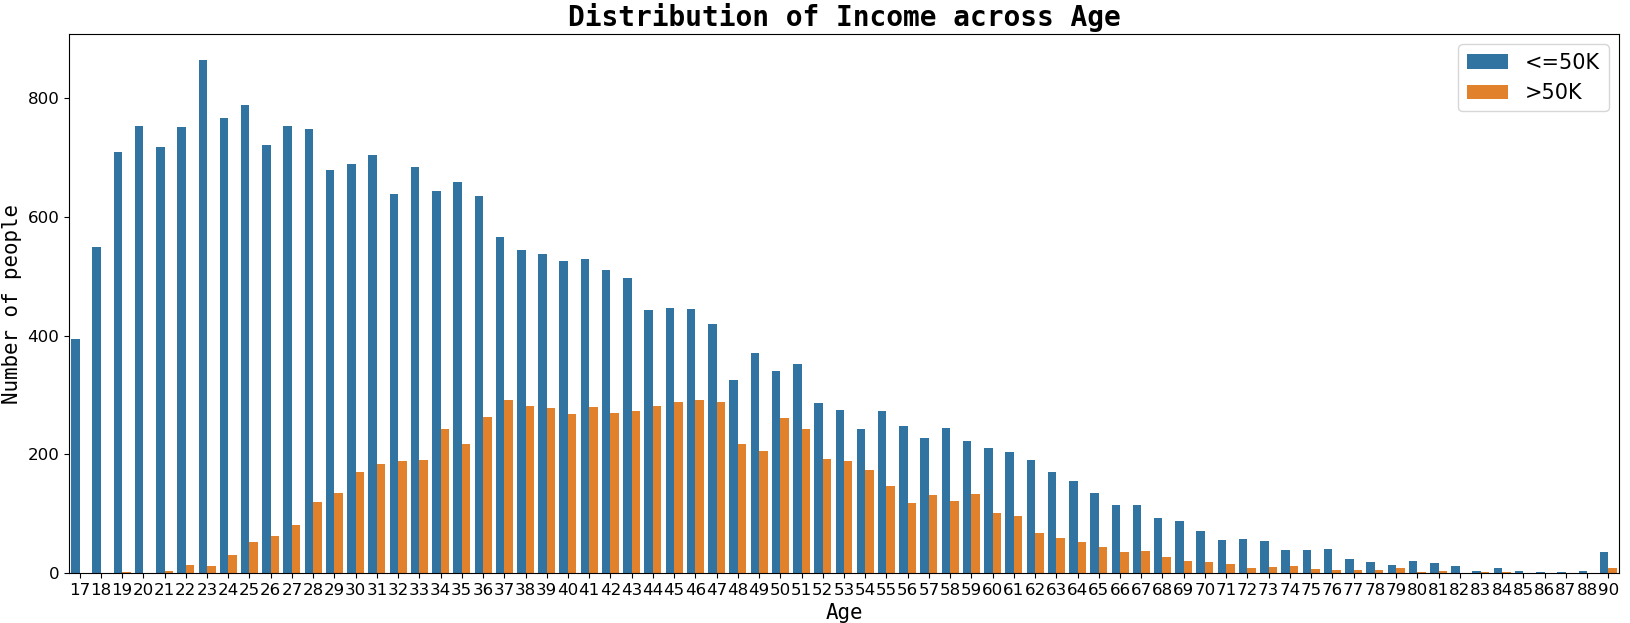 Distribution of Income across Age
<=50K
>50K
Number of people
800
600
400
200
0
17 18 19 20 21 22 23 24 25 26 27 28 29 30 31 32 33 34 35 36 37 38 39 40 41 42 43 44 45 46 47 48 49 50 51 52 53 54 55 56 57 58 59 60 61 62 63 64 65 66 67 68 69 70 71 72 73 74 75 76 77 78 79 80 81 82 83 84 85 86 87 88 90
Age